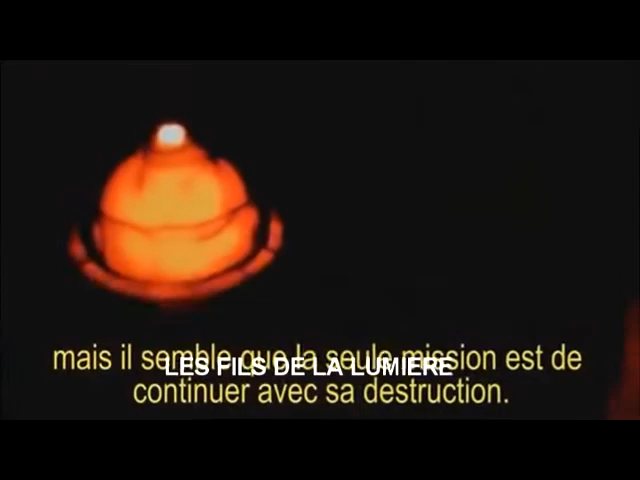 mais il semble que la seule mission est de
LES FILS DE LA LUMIERE
continuer avec sa destruction.